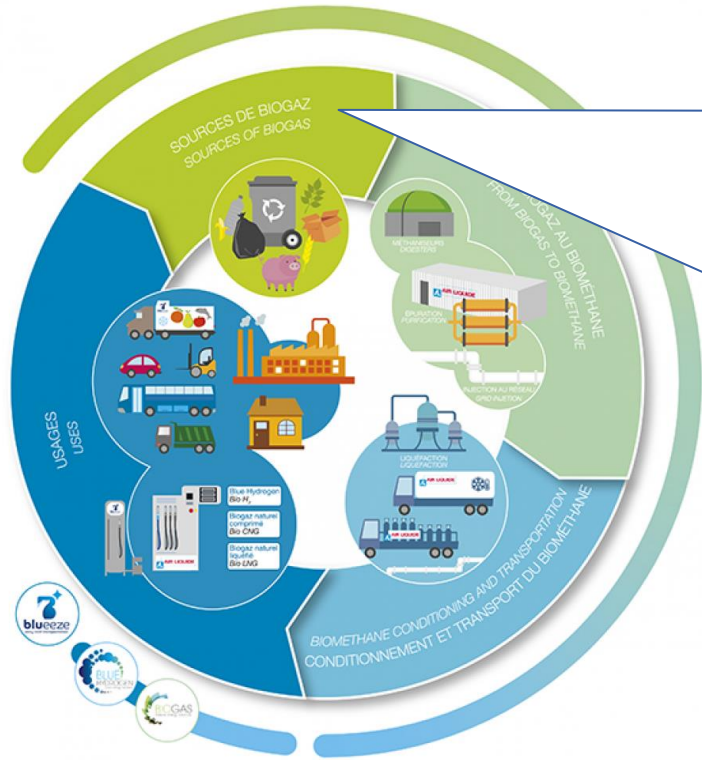 SOURCES DE BIOGAZ
SOURCES OF BIOGAS
BIOGAZ AU BIOMÉTHANE
FROM BIOGAS TO BIOMETHANE
MÉTHANISEURS
DIGESTERS
AIR LIQUIDE
ÉPURATION
PURIFICATION
INJECTION AU RÉSEAU
GRID INJETION
LIQUÉFACTION
LIQUEFACTION
AIR LIQUIDE
AIR LIQUIDE
BIOMETHANE CONDITIONING AND TRANSPORTATION
CONDITIONNEMENT ET TRANSPORT DU BIOMÉTHANE
USAGES
USES
Blue Hydrogen
Bio H₂
Biogaz naturel
comprimé
Bio CNG
Biogaz naturel
liquéfié
Bio LNG
AIR LIQUIDE
blueeze
BLUE
HYDROGEN
BIOGAS